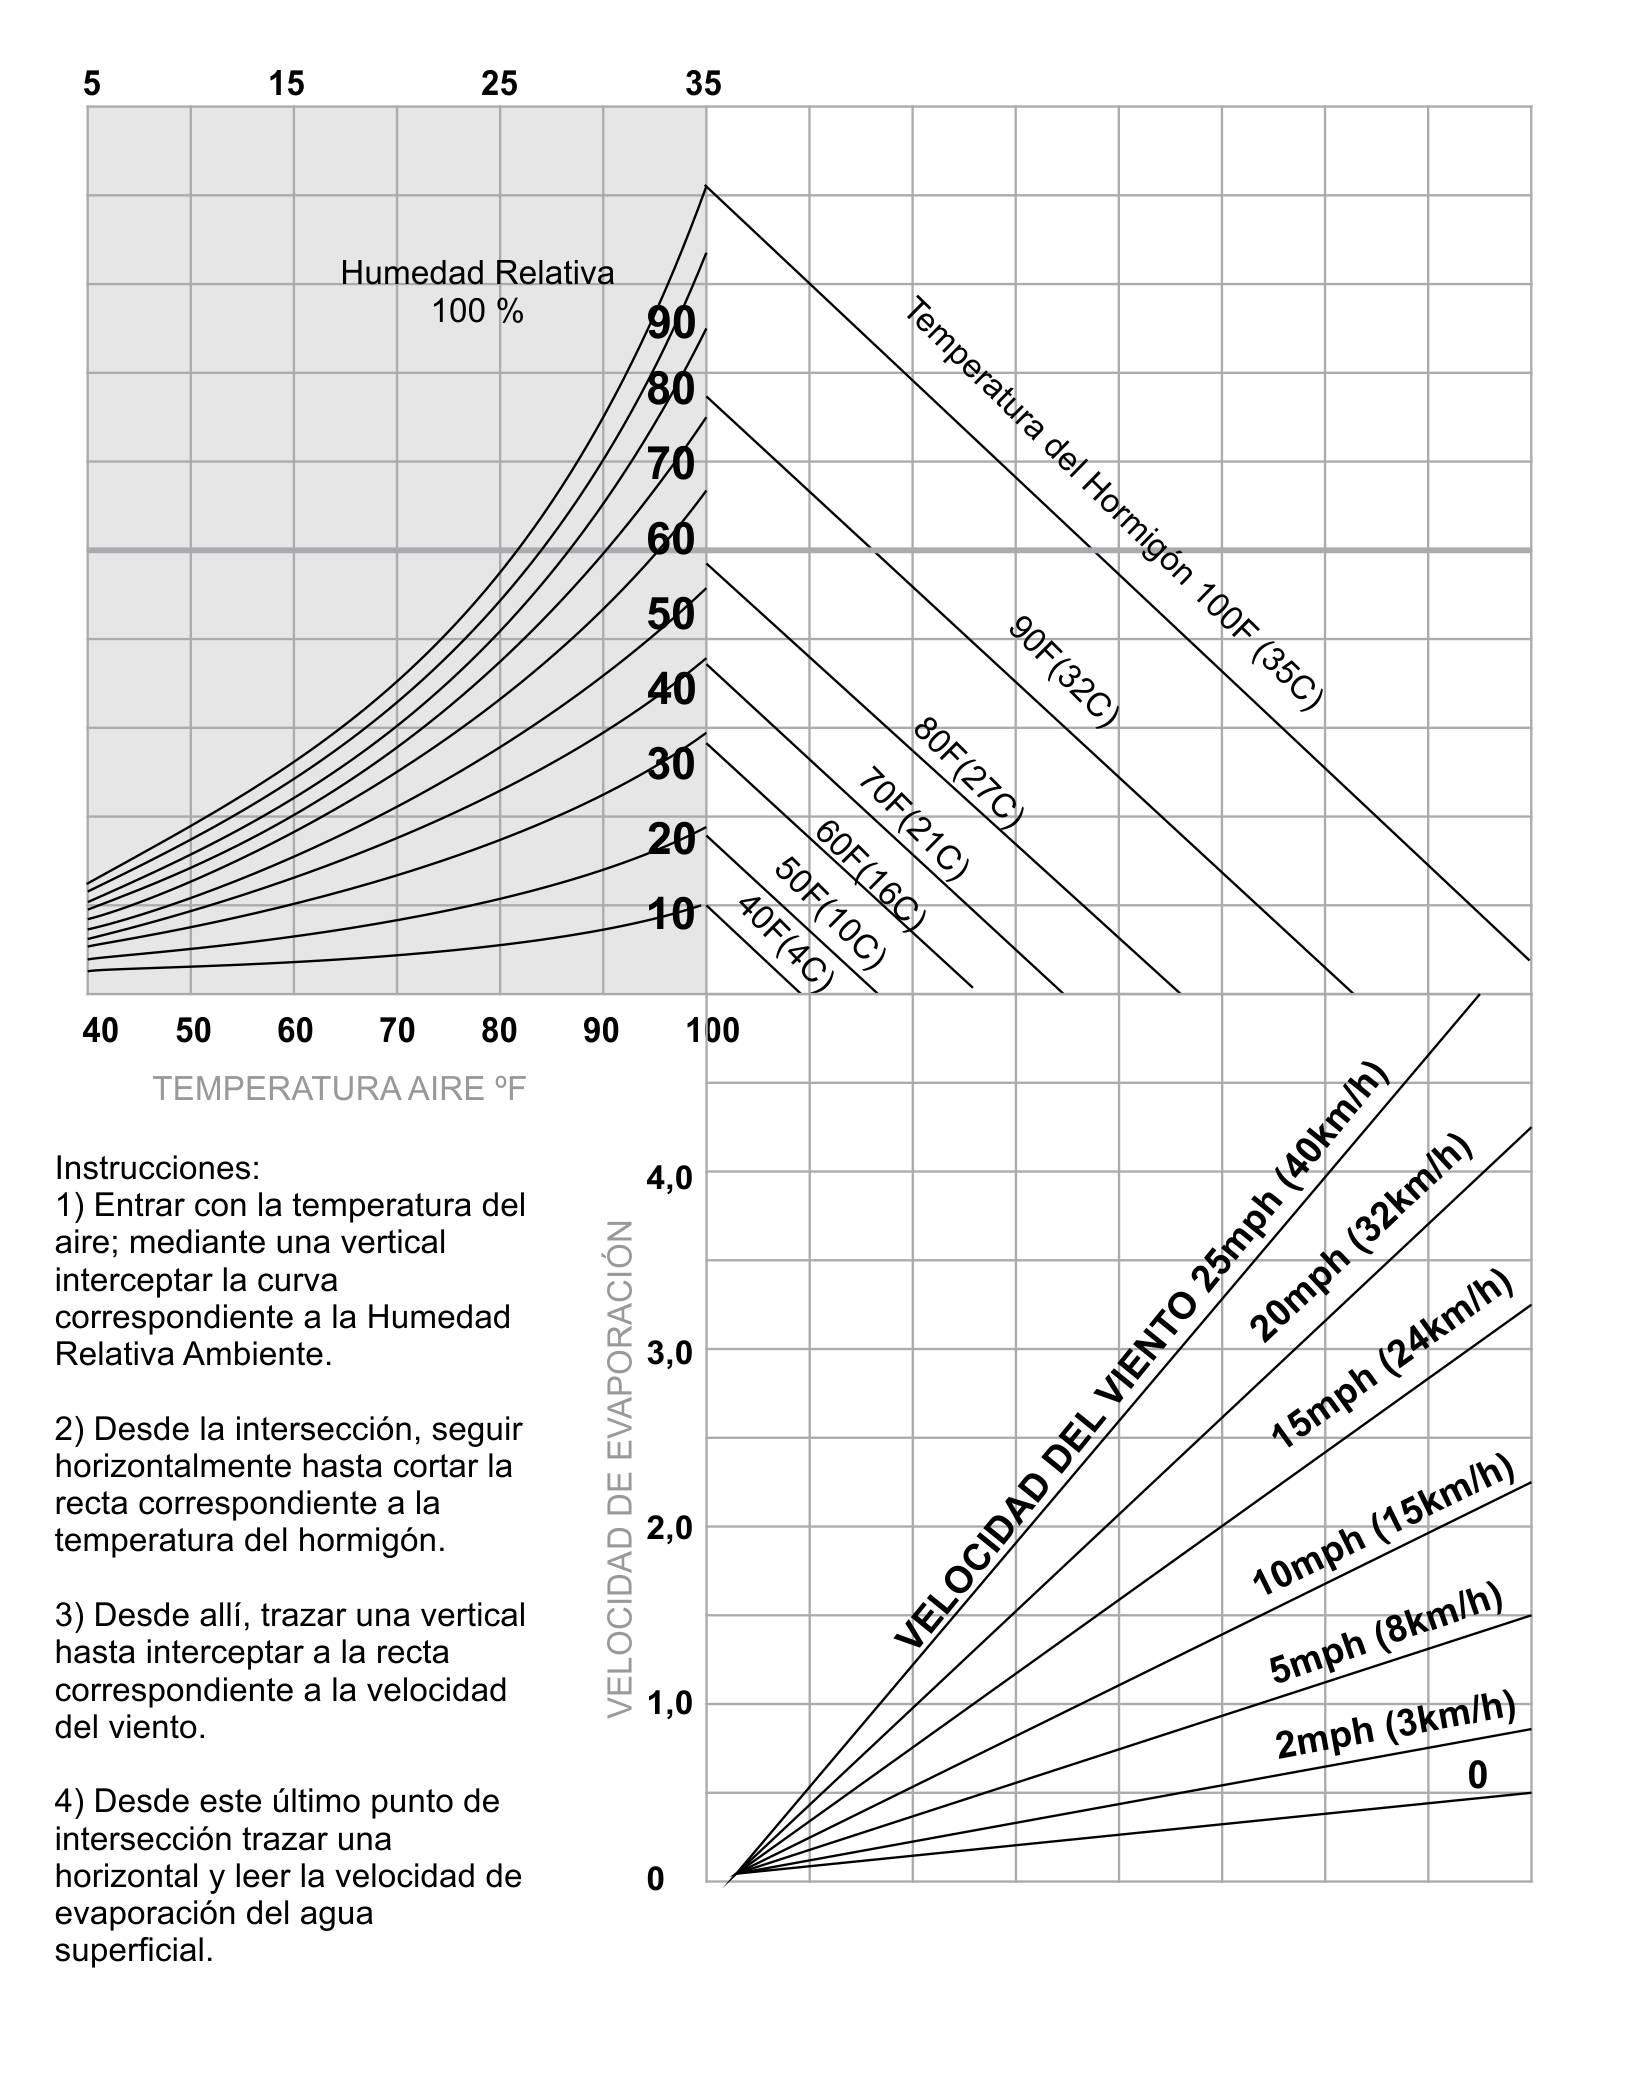 5 15 25 35
Humedad Relativa
100 %
90
80
70
60
50
40
30
20
10
Temperatura del Hormigón 100F (35C)
90F(32C)
80F(27C)
70F(21C)
60F(16C)
50F(10C)
40F(4C)
40 50 60 70 80 90 100
TEMPERATURA AIRE ºF
Instrucciones:
1) Entrar con la temperatura del
aire; mediante una vertical
interceptar la curva
correspondiente a la Humedad
Relativa Ambiente.
2) Desde la intersección, seguir
horizontalmente hasta cortar la
recta correspondiente a la
temperatura del hormigón.
3) Desde allí, trazar una vertical
hasta interceptar a la recta
correspondiente a la velocidad
del viento.
4) Desde este último punto de
intersección trazar una
horizontal y leer la velocidad de
evaporación del agua
superficial.
VELOCIDAD DE EVAPORACIÓN
4,0
3,0
2,0
1,0
0
VELOCIDAD DEL VIENTO 25mph (40km/h)
20mph (32km/h)
15mph (24km/h)
10mph (15km/h)
5mph (8km/h)
2mph (3km/h)
0